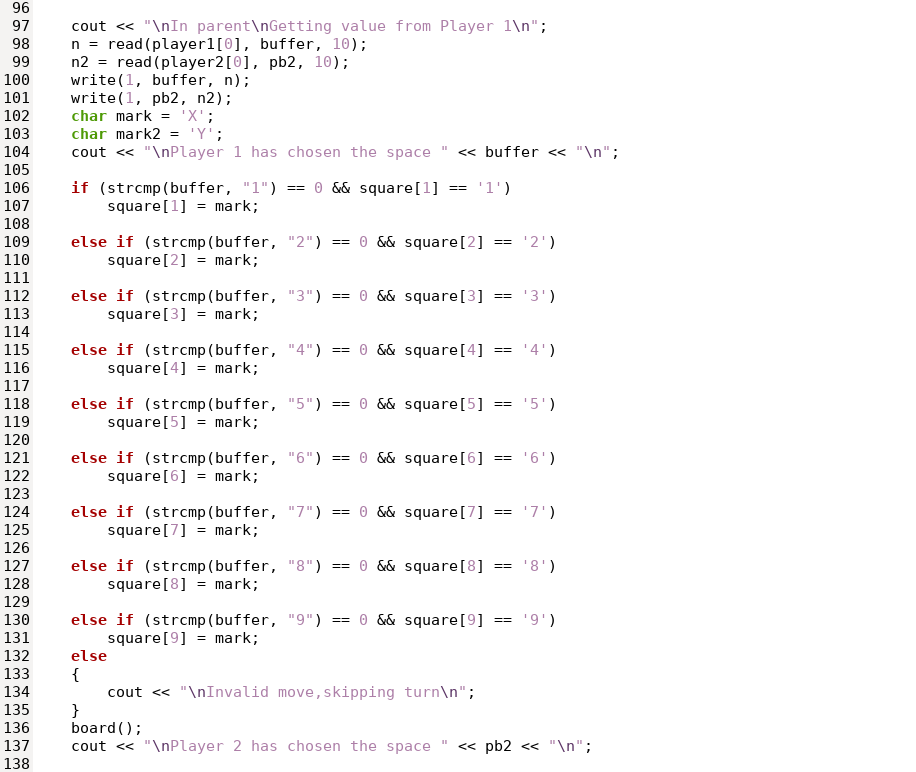 96
97 cout << "\nIn parent\nGetting value from Player 1\n";
98 n = read(player1[0], buffer, 10);
99 n2 = read(player2[0], pb2, 10);
100 write(1, buffer, n);
101 write(1, pb2, n2);
102 char mark = 'X';
103 char mark2 = 'Y';
104 cout << "\nPlayer 1 has chosen the space " << buffer << "\n";
105
106 if (strcmp(buffer, "1") == 0 && square[1] == '1')
107 square[1] = mark;
108
109 else if (strcmp(buffer, "2") == 0 && square[2] == '2')
110 square[2] = mark;
111
112 else if (strcmp(buffer, "3") == 0 && square[3] == '3')
113 square[3] = mark;
114
115 else if (strcmp(buffer, "4") == 0 && square[4] == '4')
116 square[4] = mark;
117
118 else if (strcmp(buffer, "5") == 0 && square[5] == '5')
119 square[5] = mark;
120
121 else if (strcmp(buffer, "6") == 0 && square[6] == '6')
122 square[6] = mark;
123
124 else if (strcmp(buffer, "7") == 0 && square[7] == '7')
125 square[7] = mark;
126
127 else if (strcmp(buffer, "8") == 0 && square[8] == '8')
128 square[8] = mark;
129
130 else if (strcmp(buffer, "9") == 0 && square[9] == '9')
131 square[9] = mark;
132 else
133 {
134 cout << "\nInvalid move,skipping turn\n";
135 }
136 board();
137 cout << "\nPlayer 2 has chosen the space " << pb2 << "\n";
138